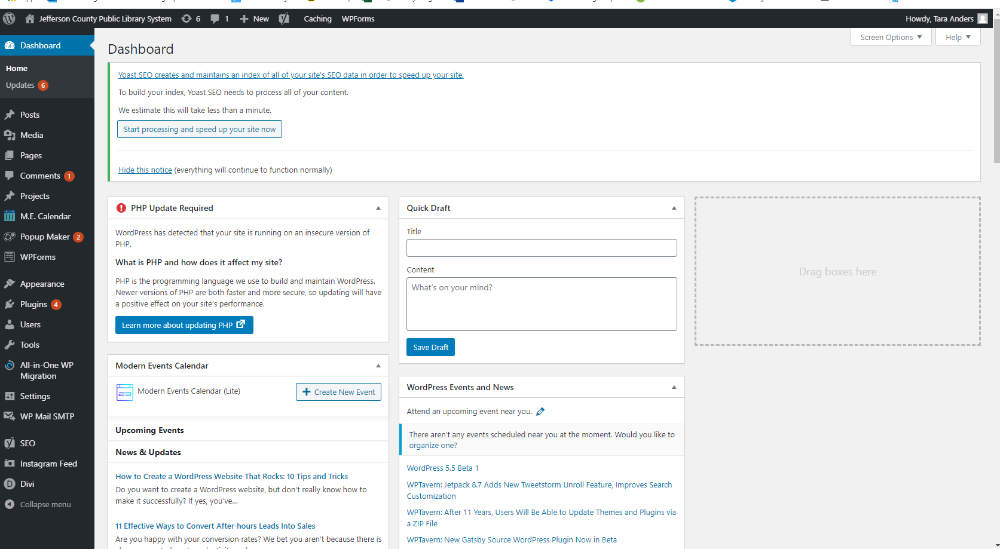 Jefferson County Public Library System
6
1
New
Caching
WPForms
Howdy, Tara Anders
Dashboard
Home
Updates 6
Posts
Media
Pages
Comments 1
Projects
M.E. Calendar
Popup Maker 2
WPForms
Appearance
Plugins 4
Users
Tools
All-in-One WP
Migration
Settings
WP Mail SMTP
SEO
Instagram Feed
Divi
Collapse menu
Screen Options
Help
Dashboard
Yoast SEO creates and maintains an index of all of your site's SEO data in order to speed up your site.
To build your index, Yoast SEO needs to process all of your content.
We estimate this will take less than a minute.
Start processing and speed up your site now
Hide this notice (everything will continue to function normally)
PHP Update Required
WordPress has detected that your site is running on an insecure version of
PHP.
What is PHP and how does it affect my site?
PHP is the programming language we use to build and maintain WordPress.
Newer versions of PHP are both faster and more secure, so updating will have
a positive effect on your site’s performance.
Learn more about updating PHP
Modern Events Calendar
23
Modern Events Calendar (Lite)
Create New Event
Upcoming Events
News & Updates
How to Create a WordPress Website That Rocks: 10 Tips and Tricks
Do you want to create a WordPress website, but don’t really know how to
make it successfully? If yes, you’ve...
11 Effective Ways to Convert After-hours Leads Into Sales
Are you happy with your conversion rates? We bet you aren’t because there is
Quick Draft
Title
Content
What’s on your mind?
Save Draft
WordPress Events and News
Attend an upcoming event near you.
There aren’t any events scheduled near you at the moment. Would you like to
organize one?
WordPress 5.5 Beta 1
WPTavern: Jetpack 8.7 Adds New Tweetstorm Unroll Feature, Improves Search
Customization
WPTavern: After 11 Years, Users Will Be Able to Update Themes and Plugins via
a ZIP File
WPTavern: New Gatsby Source WordPress Plugin Now in Beta
Drag boxes here